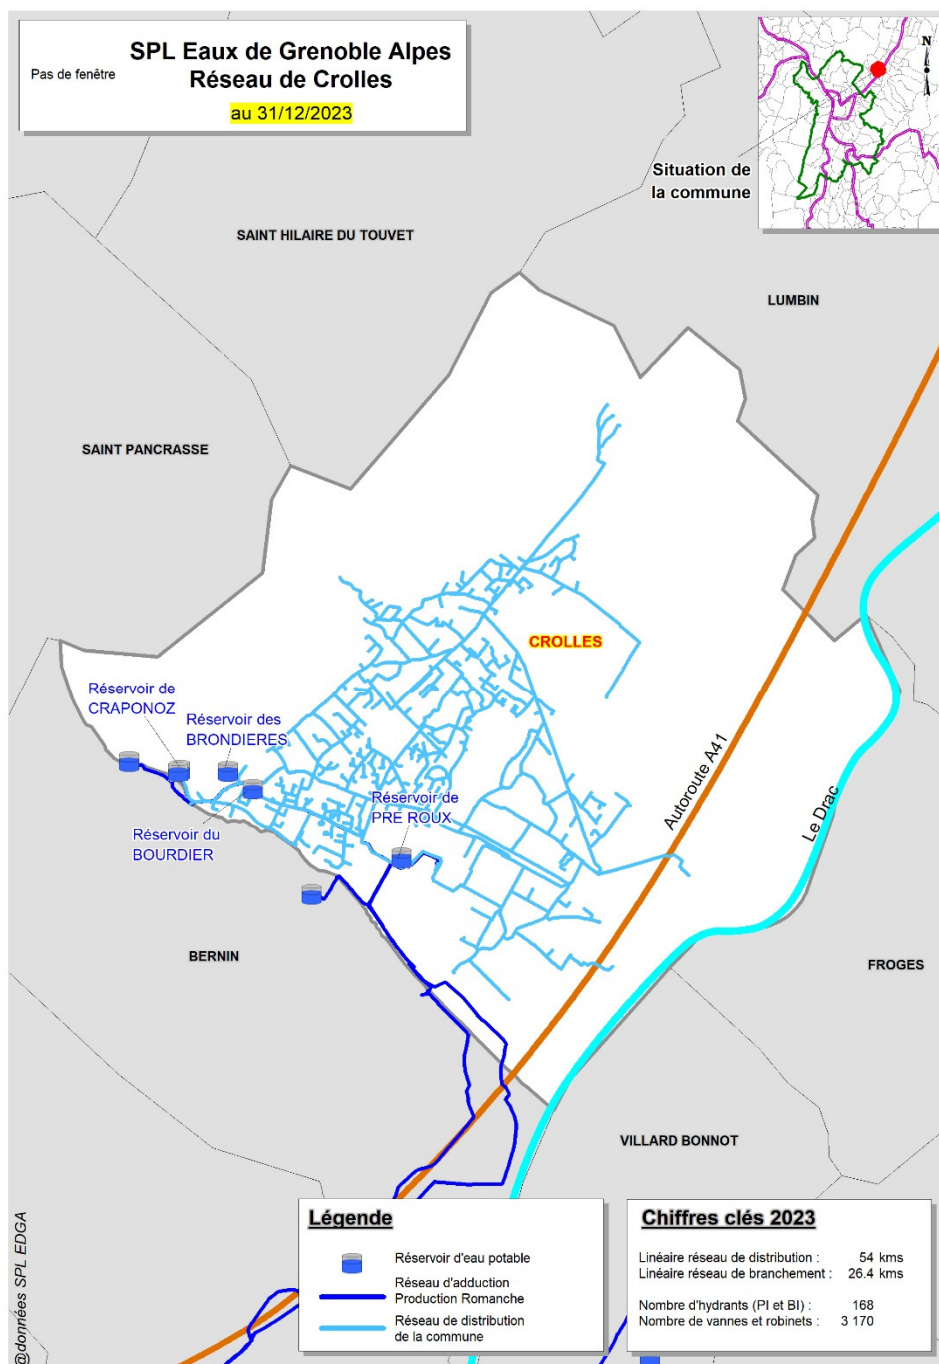 Pas de fenêtre
SPL Eaux de Grenoble Alpes
Réseau de Crolles
au 31/12/2023
N
Situation de
la commune
SAINT HILAIRE DU TOUVET
LUMBIN
SAINT PANCRASSE
CROLLES
Réservoir de
CRAPONOZ
Réservoir des
BRONDIERES
Réservoir du
BOURDIER
Réservoir de
PRE ROUX
Autoroute A41
Le Drac
BERNIN
FROGES
VILLARD BONNOT
Légende
Réservoir d'eau potable
Réseau d'adduction
Production Romanche
Réseau de distribution
de la commune
Chiffres clés 2023
Linéaire réseau de distribution : 54 kms
Linéaire réseau de branchement : 26.4 kms
Nombre d'hydrants (PI et BI) : 168
Nombre de vannes et robinets : 3 170
@données SPL EDGA